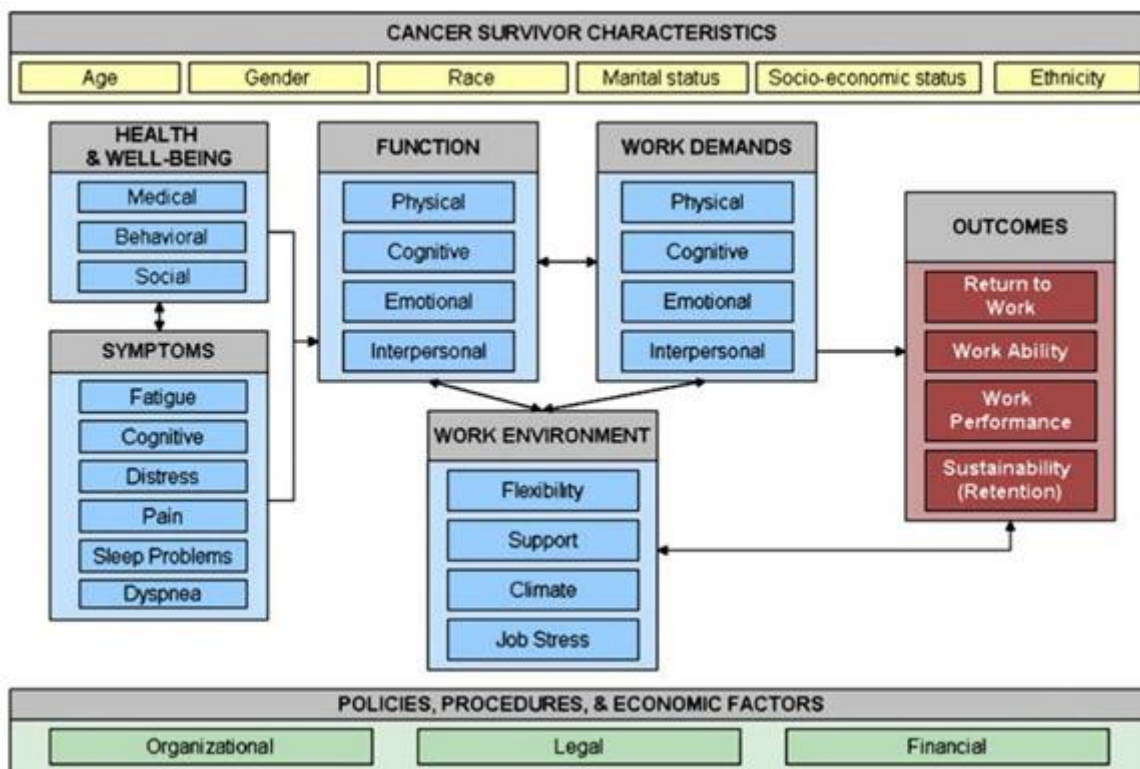 CANCER SURVIVOR CHARACTERISTICS
Age
Gender
Race
Marital status
Socio-economic status
Ethnicity
HEALTH
& WELL-BEING
Medical
Behavioral
Social
SYMPTOMS
Fatigue
Cognitive
Distress
Pain
Sleep Problems
Dyspnea
FUNCTION
Physical
Cognitive
Emotional
Interpersonal
WORK DEMANDS
Physical
Cognitive
Emotional
Interpersonal
WORK ENVIRONMENT
Flexibility
Support
Climate
Job Stress
OUTCOMES
Return to
Work
Work Ability
Work
Performance
Sustainability
(Retention)
POLICIES, PROCEDURES, & ECONOMIC FACTORS
Organizational
Legal
Financial